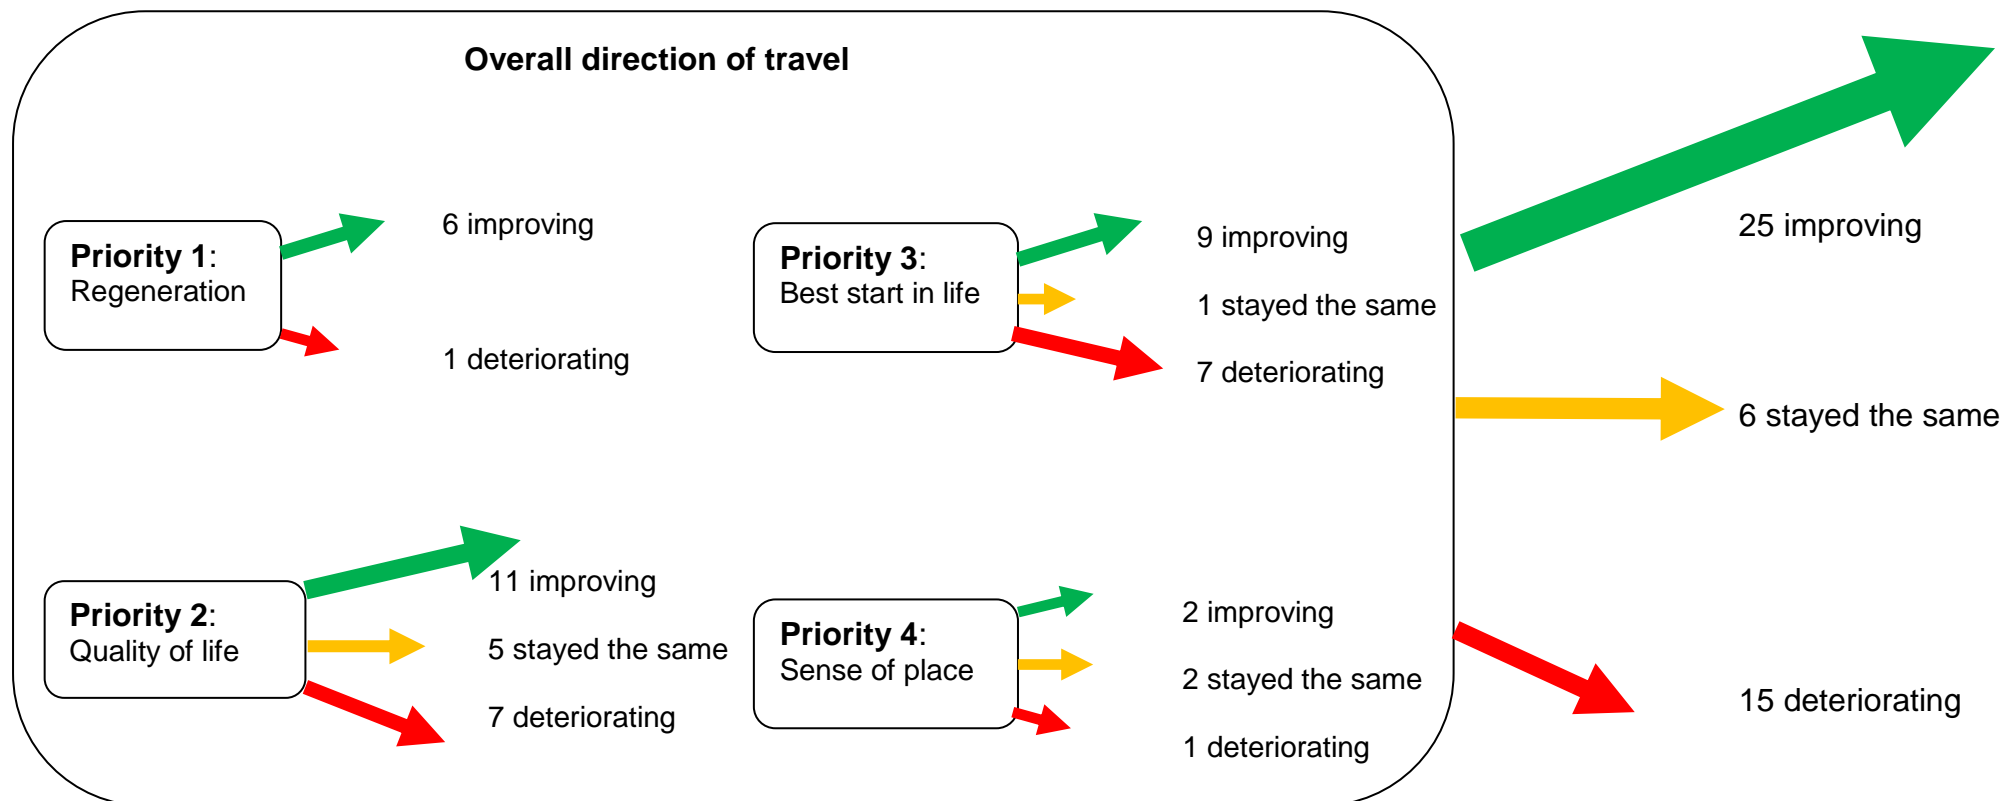 Overall direction of travel
Priority 1:
Regeneration
6 improving
1 deteriorating
Priority 2:
Quality of life
11 improving
5 stayed the same
7 deteriorating
Priority 3:
Best start in life
9 improving
1 stayed the same
7 deteriorating
Priority 4:
Sense of place
2 improving
2 stayed the same
1 deteriorating
25 improving
6 stayed the same
15 deteriorating